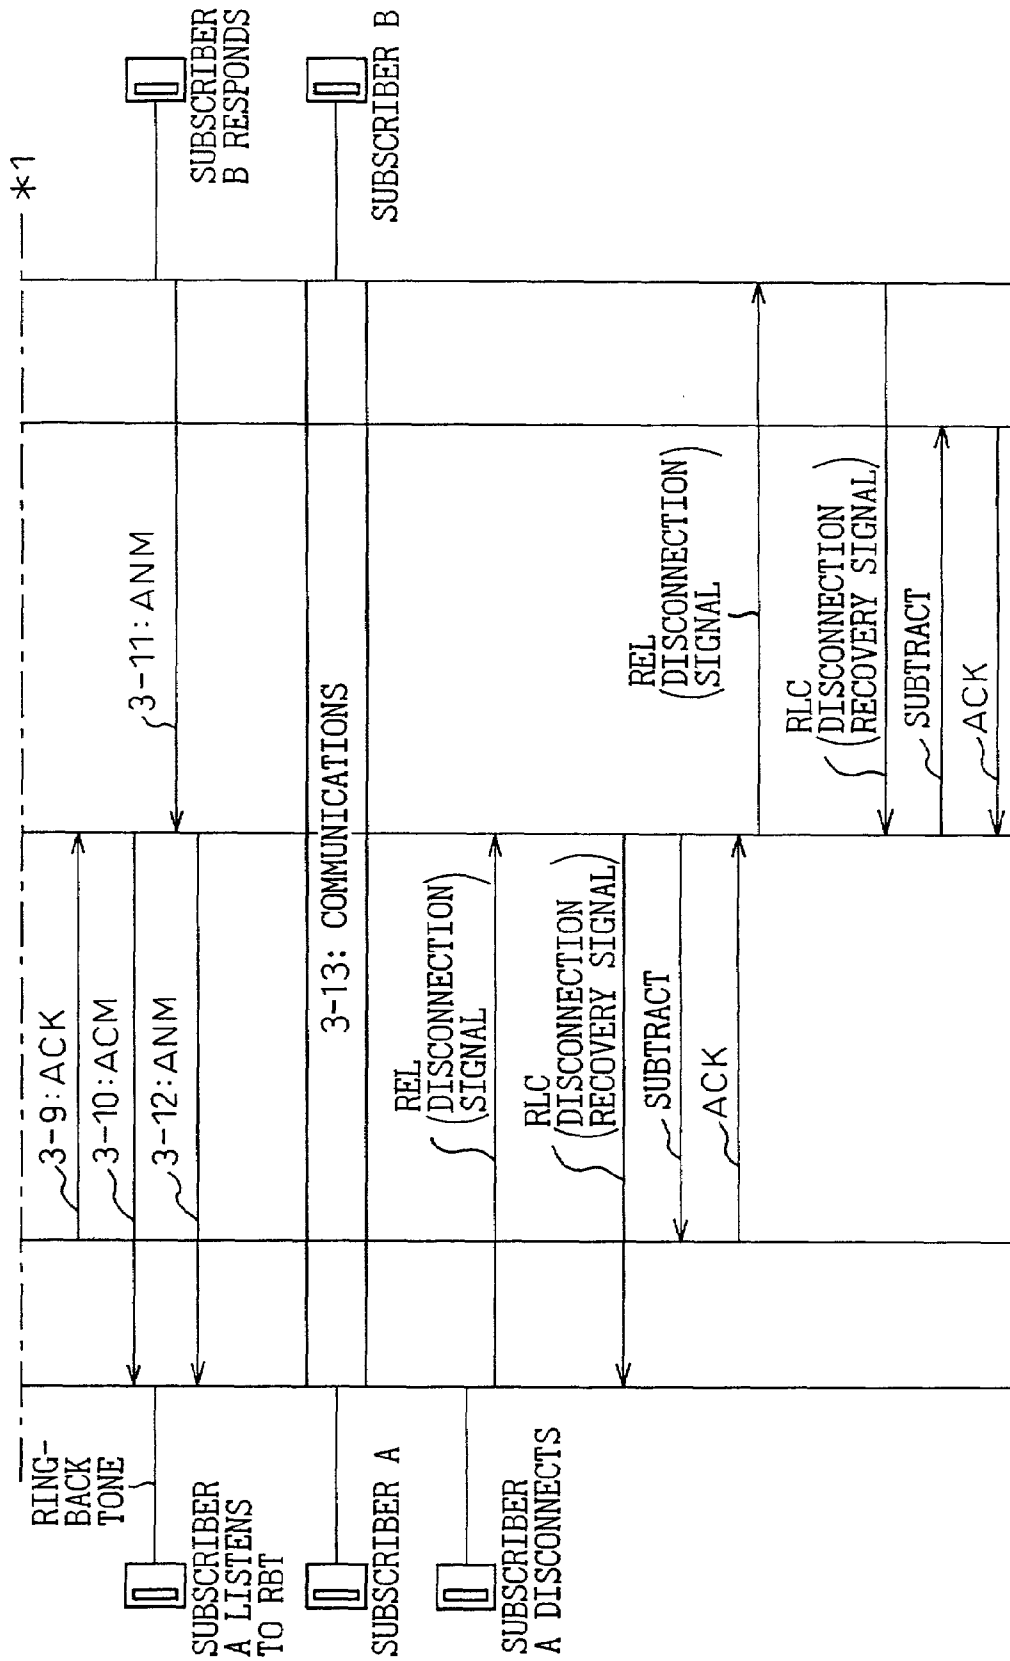 *1
RING-
BACK
TONE
3-9:ACK
3-10:ACM
3-12:ANM
3-11:ANM
SUBSCRIBER
A LISTENS
TO RBT
SUBSCRIBER
B RESPONDS
SUBSCRIBER A
3-13: COMMUNICATIONS
SUBSCRIBER B
SUBSCRIBER
A DISCONNECTS
REL
(DISCONNECTION
SIGNAL)
RLC
(DISCONNECTION
RECOVERY SIGNAL)
SUBTRACT
ACK
REL
(DISCONNECTION
SIGNAL)
RLC
(DISCONNECTION
RECOVERY SIGNAL)
SUBTRACT
ACK